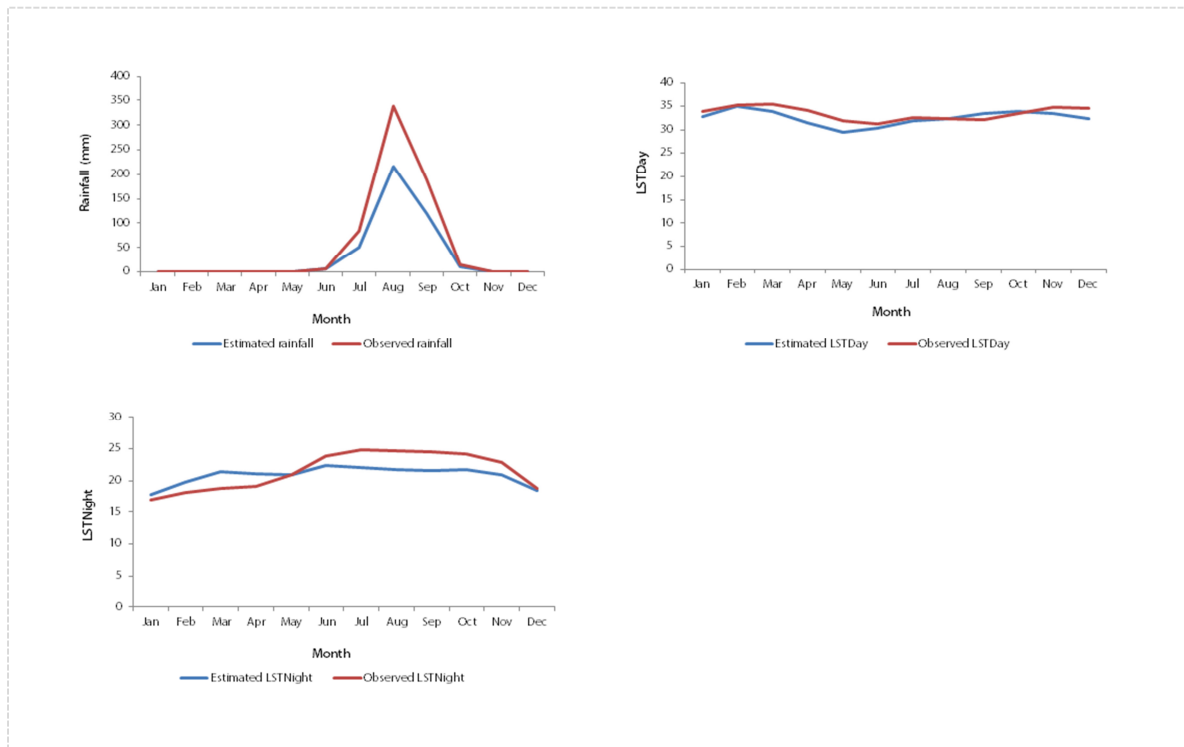 400
350
300
250
200
150
100
50
0
Rainfall (mm)
Jan Feb Mar Apr May Jun Jul Aug Sep Oct Nov Dec
Month
Estimated rainfall Observed rainfall
40
35
30
25
20
15
10
5
0
LSTDay
Jan Feb Mar Apr May Jun Jul Aug Sep Oct Nov Dec
Month
Estimated LSTDay Observed LSTDay
30
25
20
15
10
5
0
LSTNight
Jan Feb Mar Apr May Jun Jul Aug Sep Oct Nov Dec
Month
Estimated LSTNight Observed LSTNight